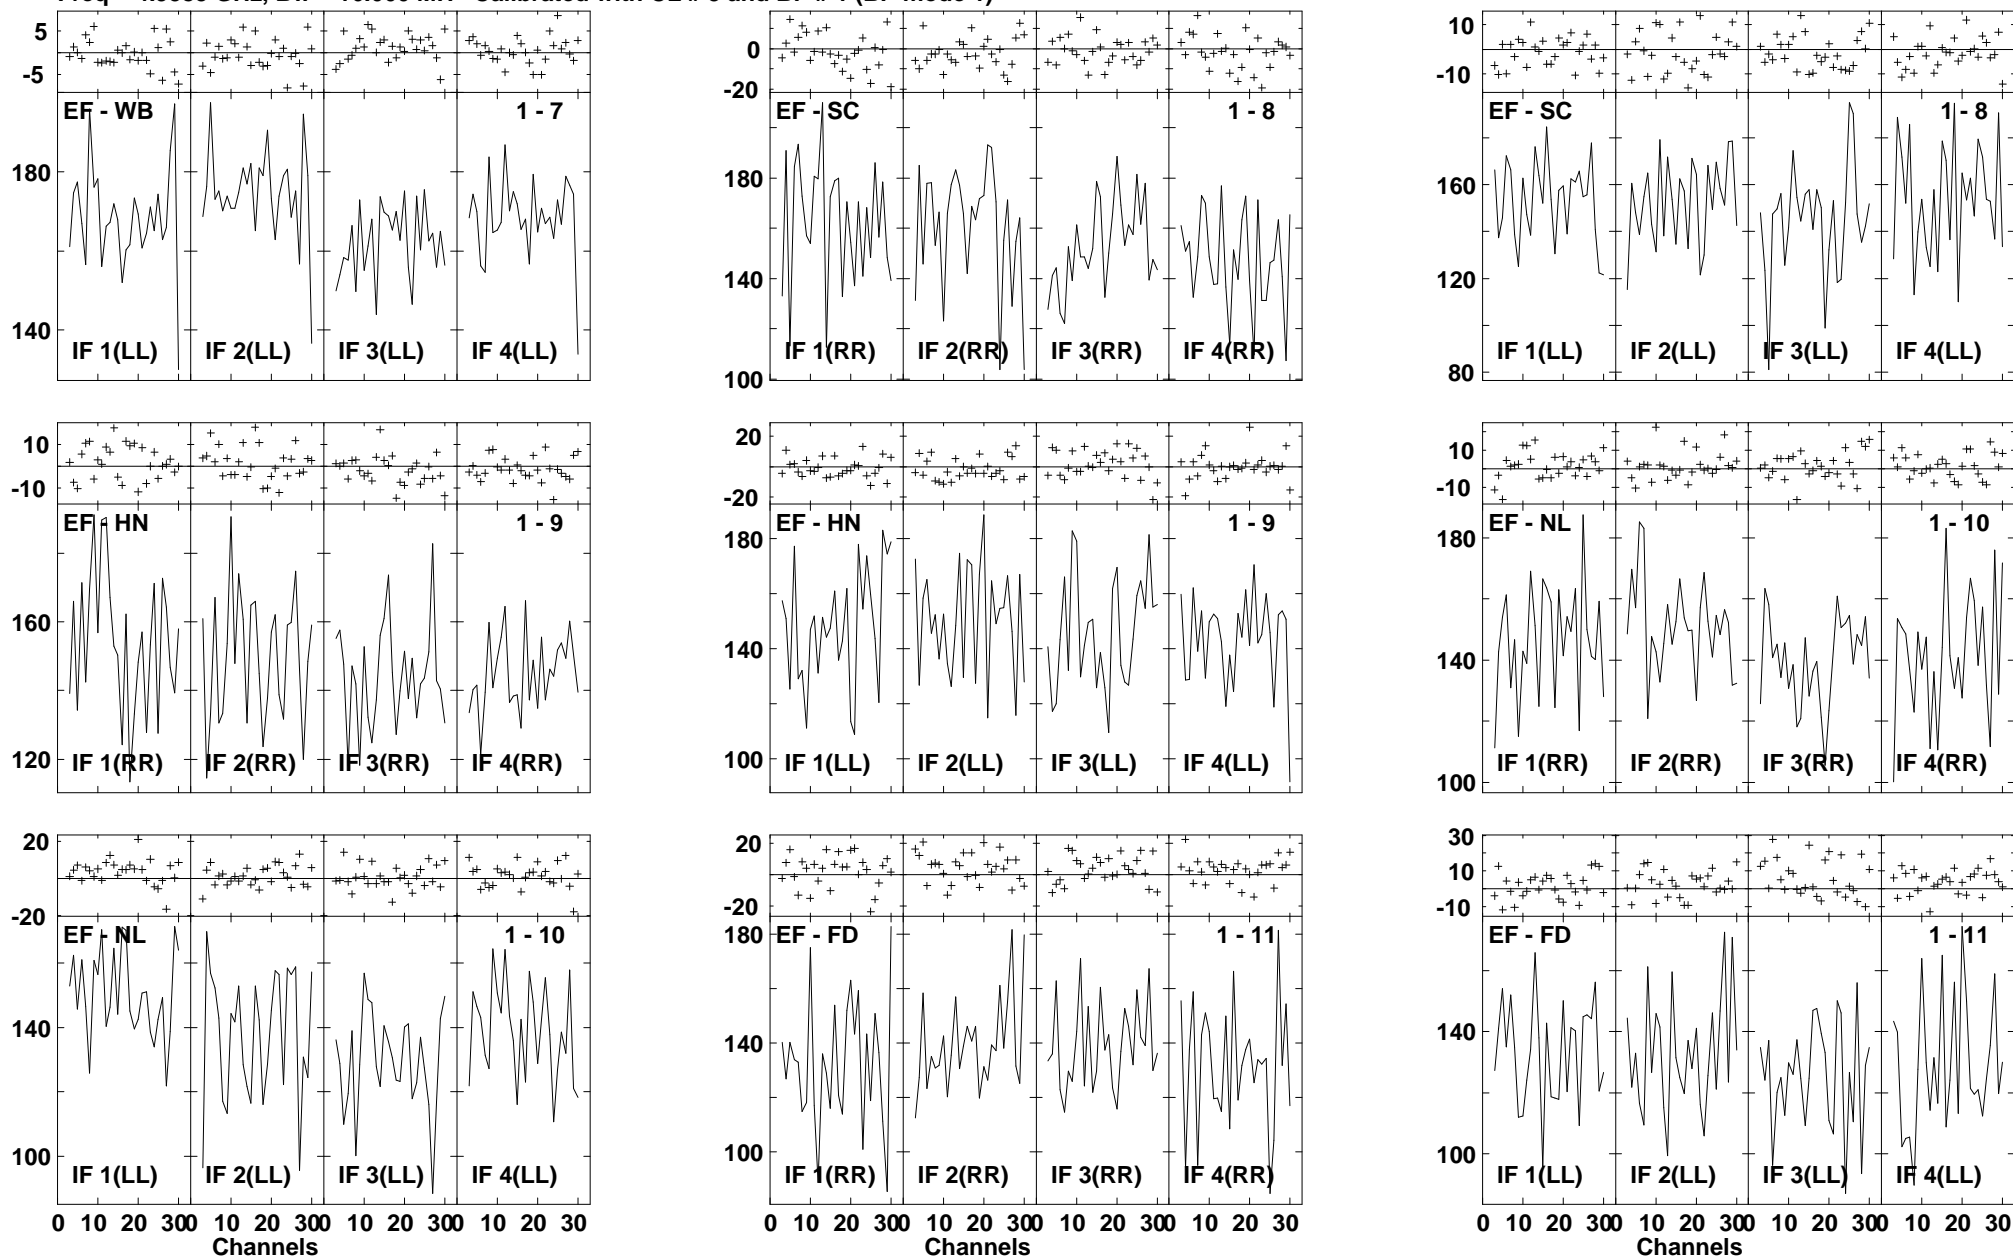 5
-5
EF - WB
1 - 7
180
140
IF 1(LL)
IF 2(LL)
IF 3(LL)
IF 4(LL)
0
-20
EF - SC
1 - 8
180
140
100
IF 1(RR)
IF 2(RR)
IF 3(RR)
IF 4(RR)
10
-10
EF - SC
1 - 8
160
120
80
IF 1(LL)
IF 2(LL)
IF 3(LL)
IF 4(LL)
10
-10
EF - HN
1 - 9
160
120
IF 1(RR)
IF 2(RR)
IF 3(RR)
IF 4(RR)
20
-20
EF - HN
1 - 9
180
140
100
IF 1(LL)
IF 2(LL)
IF 3(LL)
IF 4(LL)
10
-10
EF - NL
1 - 10
180
140
100
IF 1(RR)
IF 2(RR)
IF 3(RR)
IF 4(RR)
20
-20
EF - NL
1 - 10
140
100
IF 1(LL)
IF 2(LL)
IF 3(LL)
IF 4(LL)
0 10 20 30 0 10 20 30 0 10 20 30 0 10 20 30
Channels
20
-20
EF - FD
1 - 11
180
140
100
IF 1(RR)
IF 2(RR)
IF 3(RR)
IF 4(RR)
0 10 20 30 0 10 20 30 0 10 20 30 0 10 20 30
Channels
30
10
-10
EF - FD
1 - 11
140
100
IF 1(LL)
IF 2(LL)
IF 3(LL)
IF 4(LL)
0 10 20 30 0 10 20 30 0 10 20 30 0 10 20 30
Channels